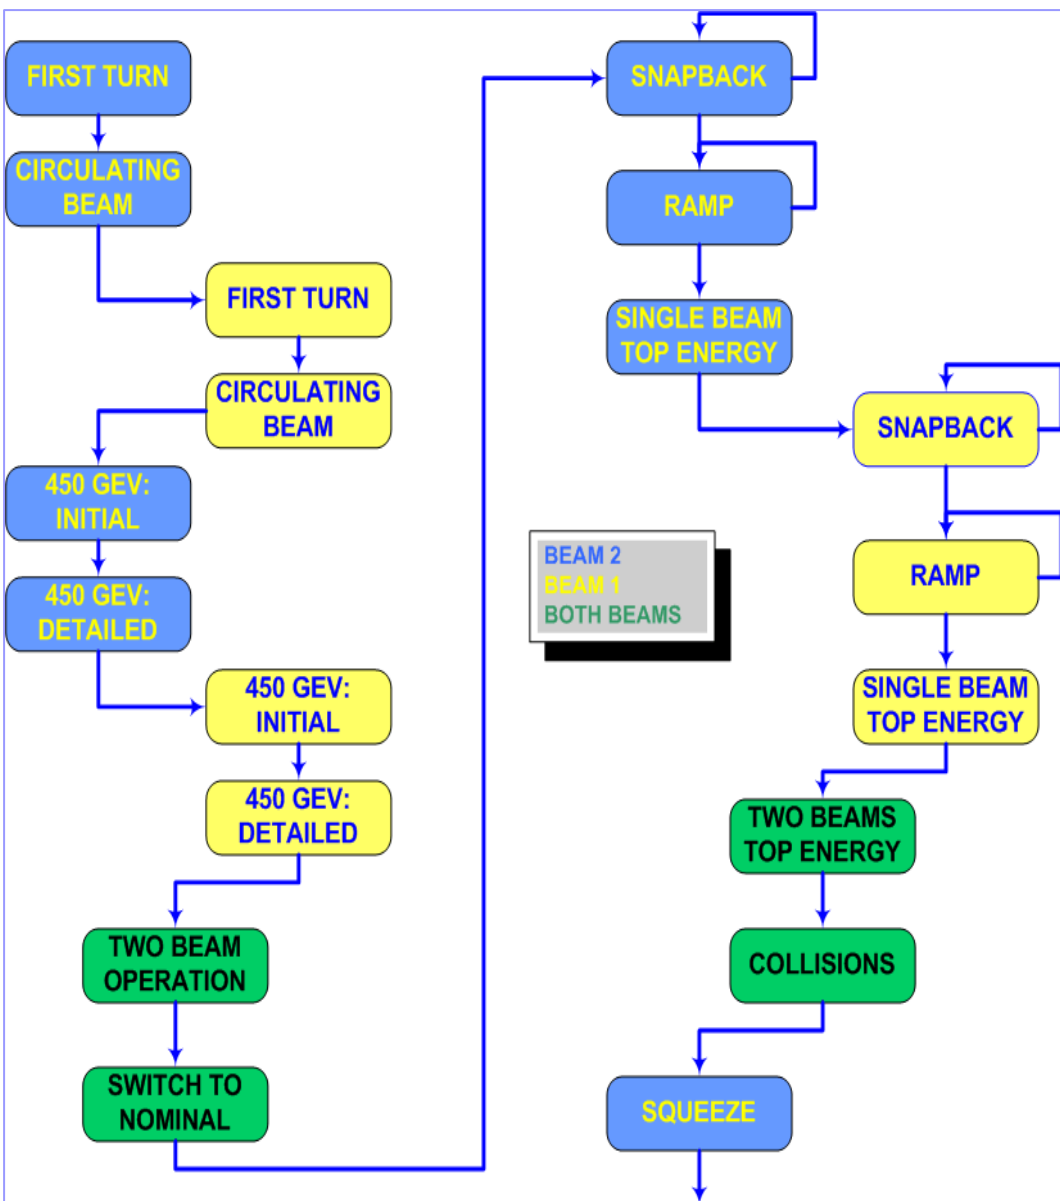 FIRST TURN
CIRCULATING
BEAM
FIRST TURN
CIRCULATING
BEAM
450 GEV:
INITIAL
450 GEV:
DETAILED
450 GEV:
INITIAL
450 GEV:
DETAILED
TWO BEAM
OPERATION
SWITCH TO
NOMINAL
SNAPBACK
RAMP
SINGLE BEAM
TOP ENERGY
SNAPBACK
RAMP
SINGLE BEAM
TOP ENERGY
TWO BEAMS
TOP ENERGY
COLLISIONS
SQUEEZE
BEAM 2
BEAM 1
BOTH BEAMS